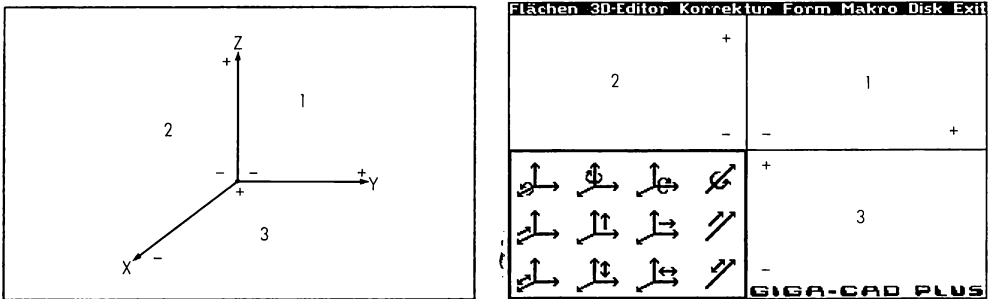 Z
+
1
2
- -
+
+
Y
3
X
-
Flächen 3D-Editor Korrektur Form Makro Disk Exit
+
2
1
- - +
+
3
-
GIGA-CAD PLUS